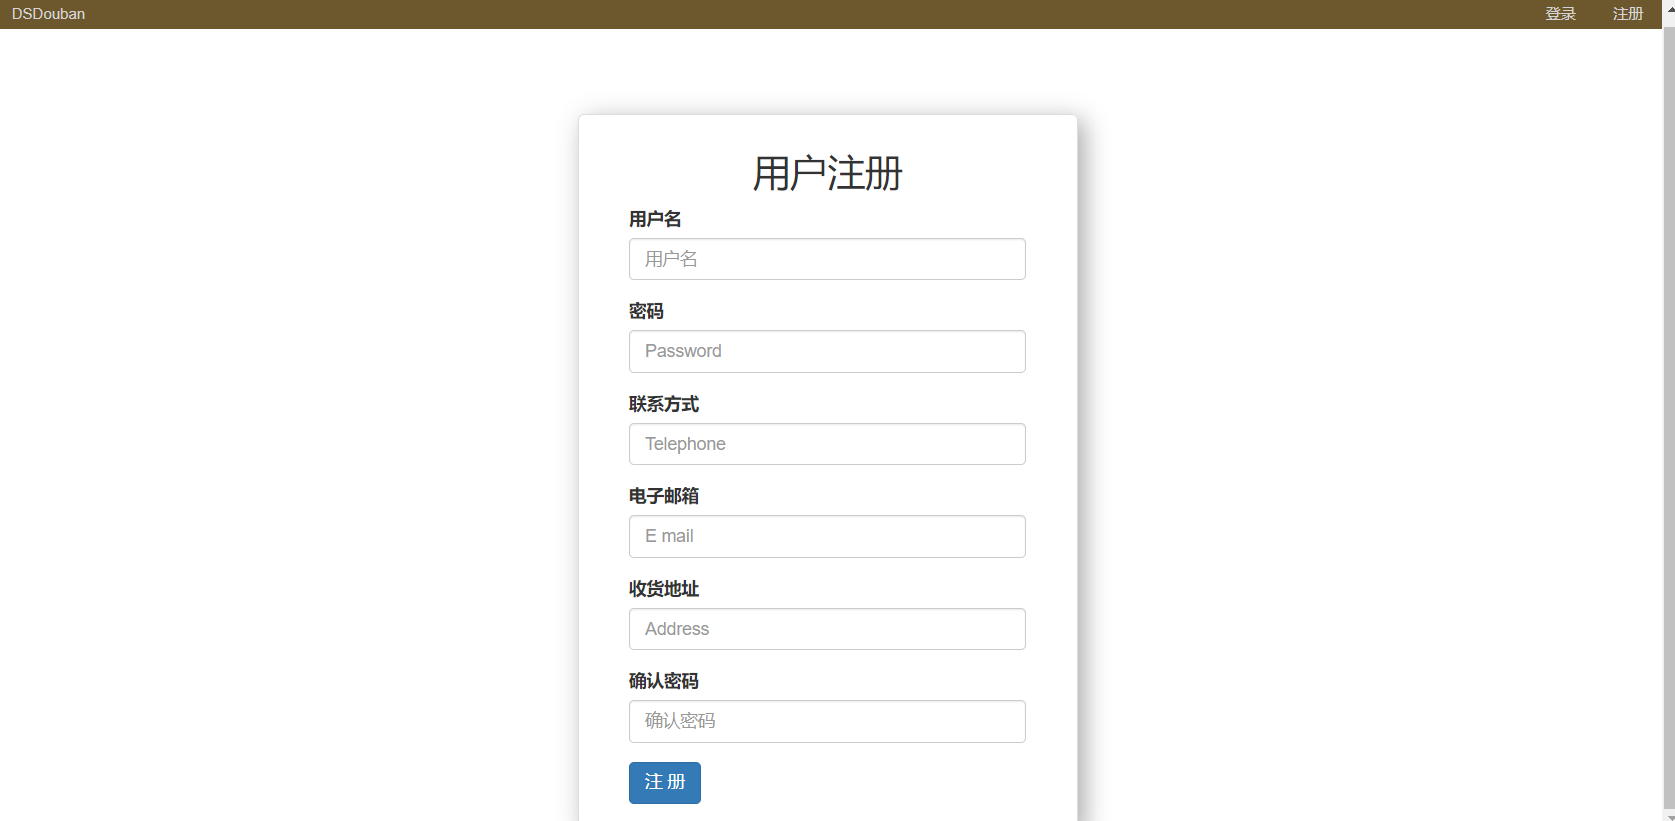 DSDouban 登录 注册
用户注册
用户名
用户名
密码
Password
联系方式
Telephone
电子邮箱
E mail
收货地址
Address
确认密码
确认密码
注 册